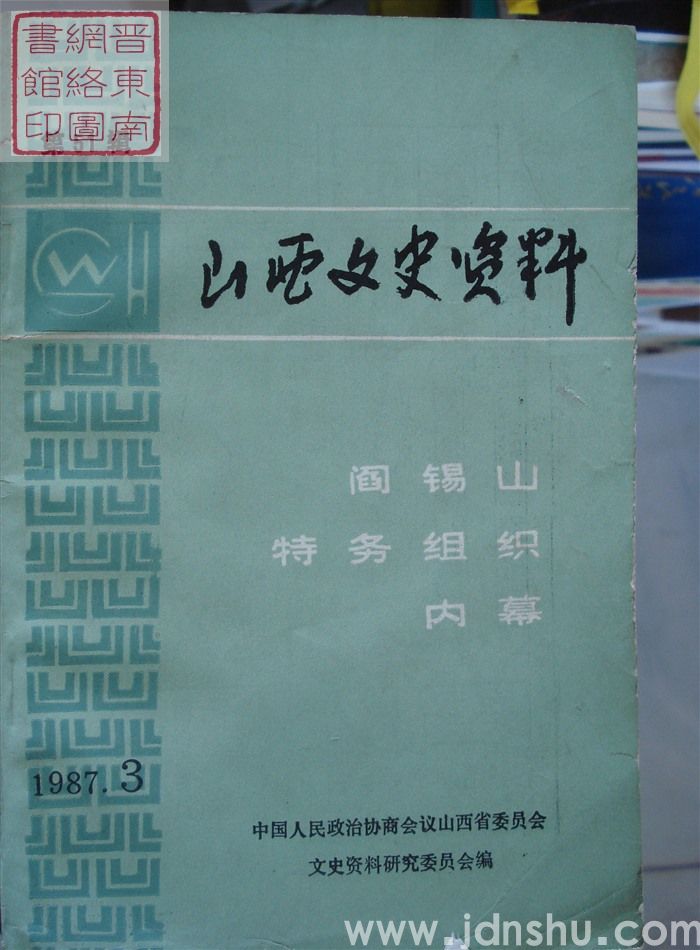 晋东南
網絡圖
書館印
山西文史资料
阎锡山
特务组织
内幕
1987.3
中国人民政治协商会议山西省委员会
文史资料研究委员会编
www.jdnshu.com